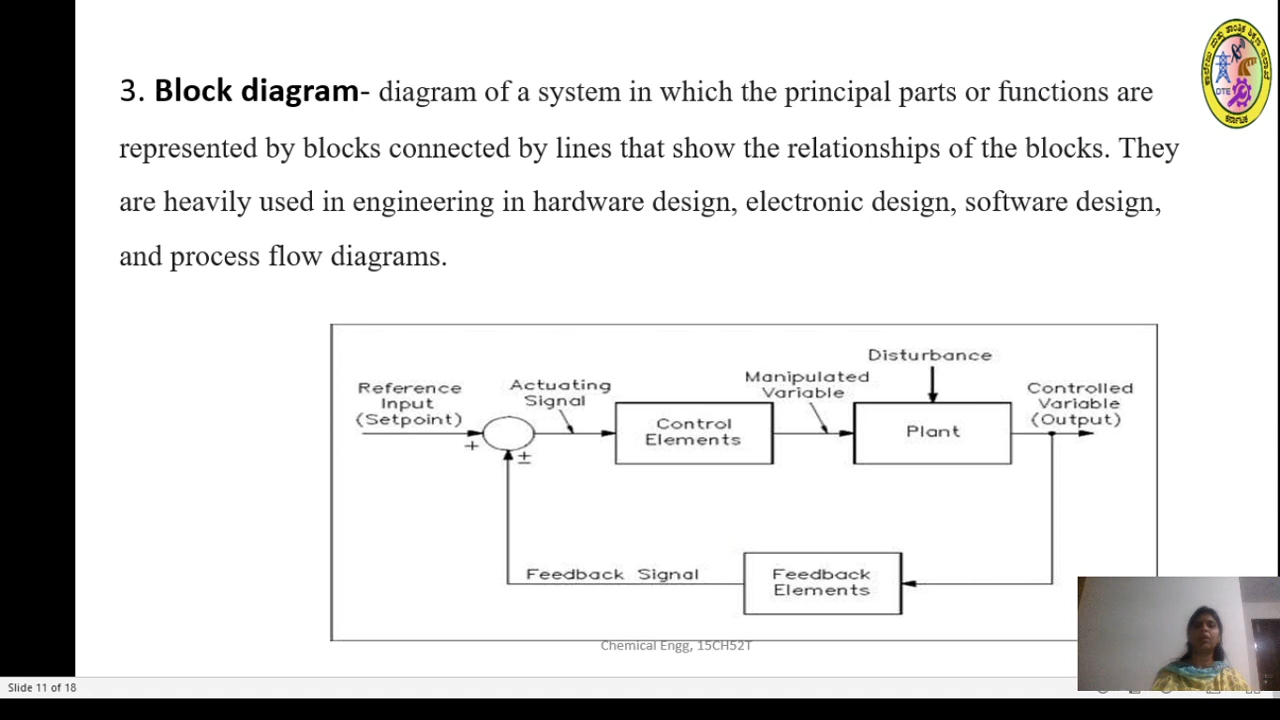 3. Block diagram- diagram of a system in which the principal parts or functions are
represented by blocks connected by lines that show the relationships of the blocks. They
are heavily used in engineering in hardware design, electronic design, software design,
and process flow diagrams.
Disturbance
Reference
Input
(Setpoint)
Actuating
Signal
Manipulated
Variable
Controlled
Variable
(Output)
Control
Elements
Plant
+
±
Feedback Signal
Feedback
Elements
Chemical Engg, 15CH52T
Slide 11 of 18
DTE